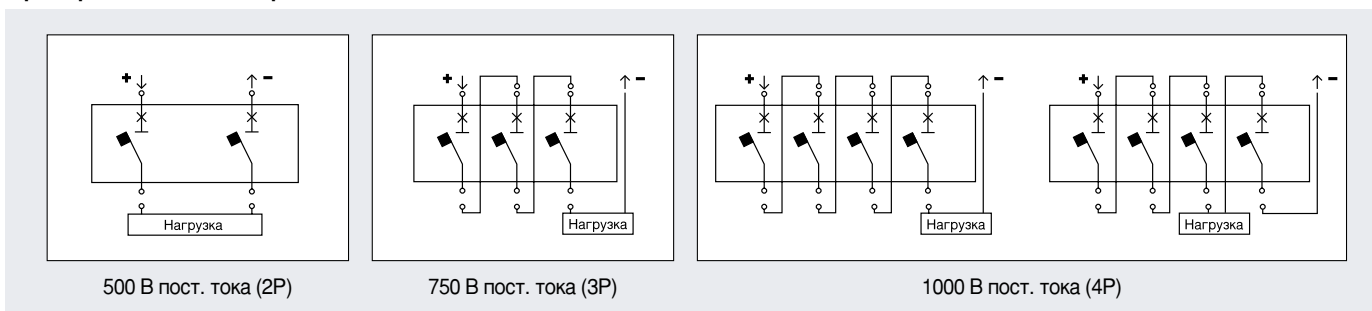 + −
Нагрузка
500 В пост. тока (2P)
+ −
Нагрузка
750 В пост. тока (3P)
+ −
Нагрузка
+ −
Нагрузка
1000 В пост. тока (4P)